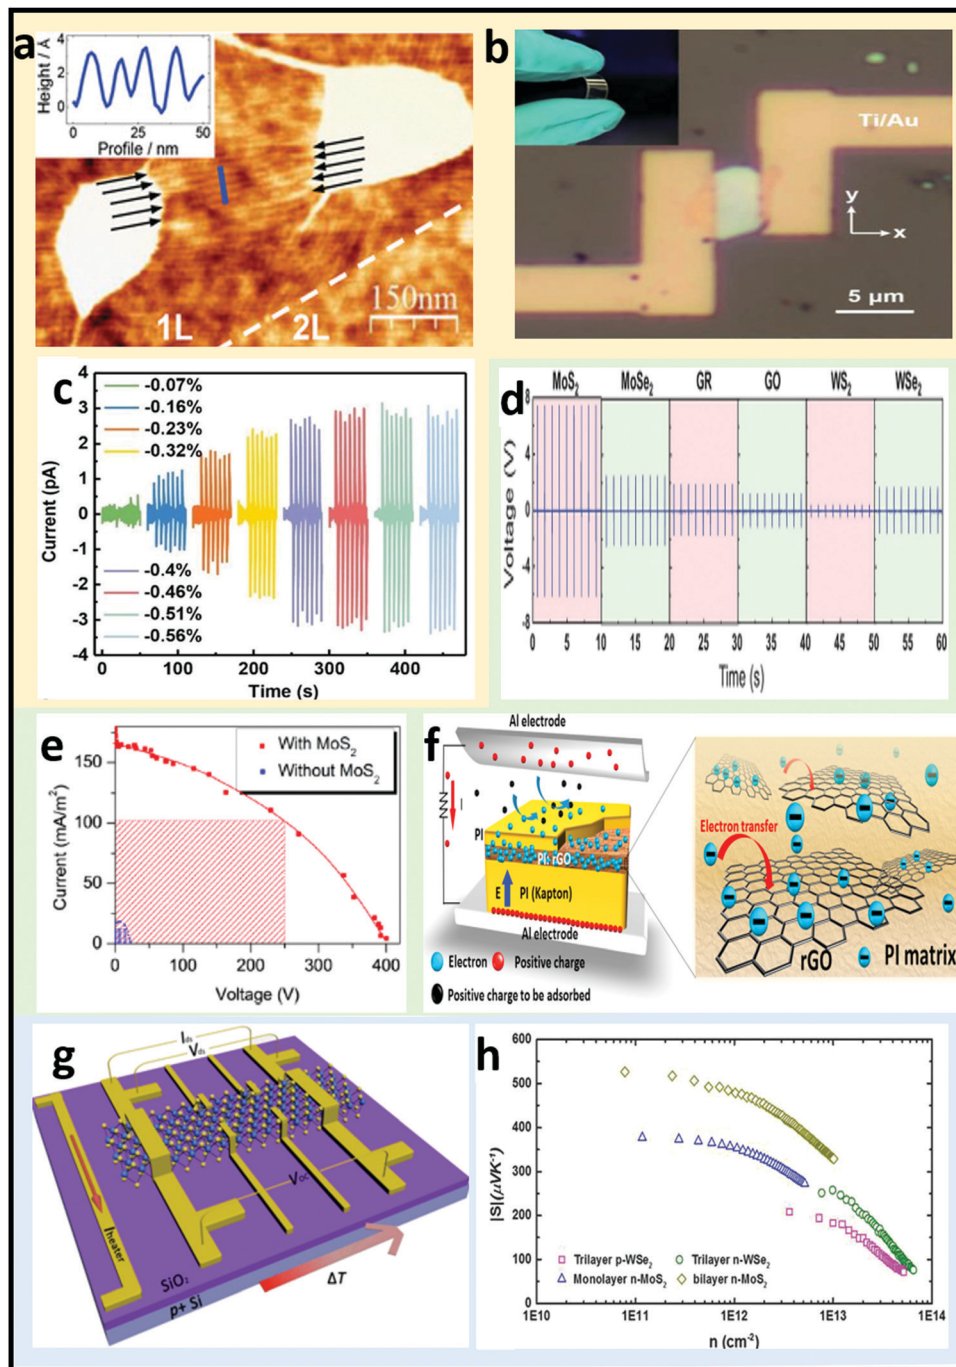 a
Height / Å
4
2
0
0 25 50
Profile / nm
1L
2L
150nm
b
Ti/Au
y
x
5 µm
c
Current (pA)
4
3
2
1
0
-1
-2
-3
-4
-0.07%
-0.16%
-0.23%
-0.32%
-0.4%
-0.46%
-0.51%
-0.56%
0 100 200 300 400
Time (s)
d
MoS₂ MoSe₂ GR GO WS₂ WSe₂
Voltage (V)
8
4
0
-4
-8
0 5 10 5 20 25 30 35 40 45 50 55 60
Time (s)
e
Current (mA/m²)
150
100
50
0
With MoS₂
Without MoS₂
0 100 200 300 400
Voltage (V)
f
Al electrode
I
PI
PI: rGO
E
PI (Kapton)
Al electrode
Electron
Positive charge
Positive charge to be adsorbed
Electron transfer
rGO
PI matrix
g
I_ds
V_ds
V_oc
I_heater
SiO₂
p+ Si
ΔT
h
|S|(µVK⁻¹)
600
500
400
300
200
100
0
Trilayer p-WSe₂
Trilayer n-WSe₂
Monolayer n-MoS₂
bilayer n-MoS₂
1E10 1E11 1E12 1E13 1E14
n (cm⁻²)